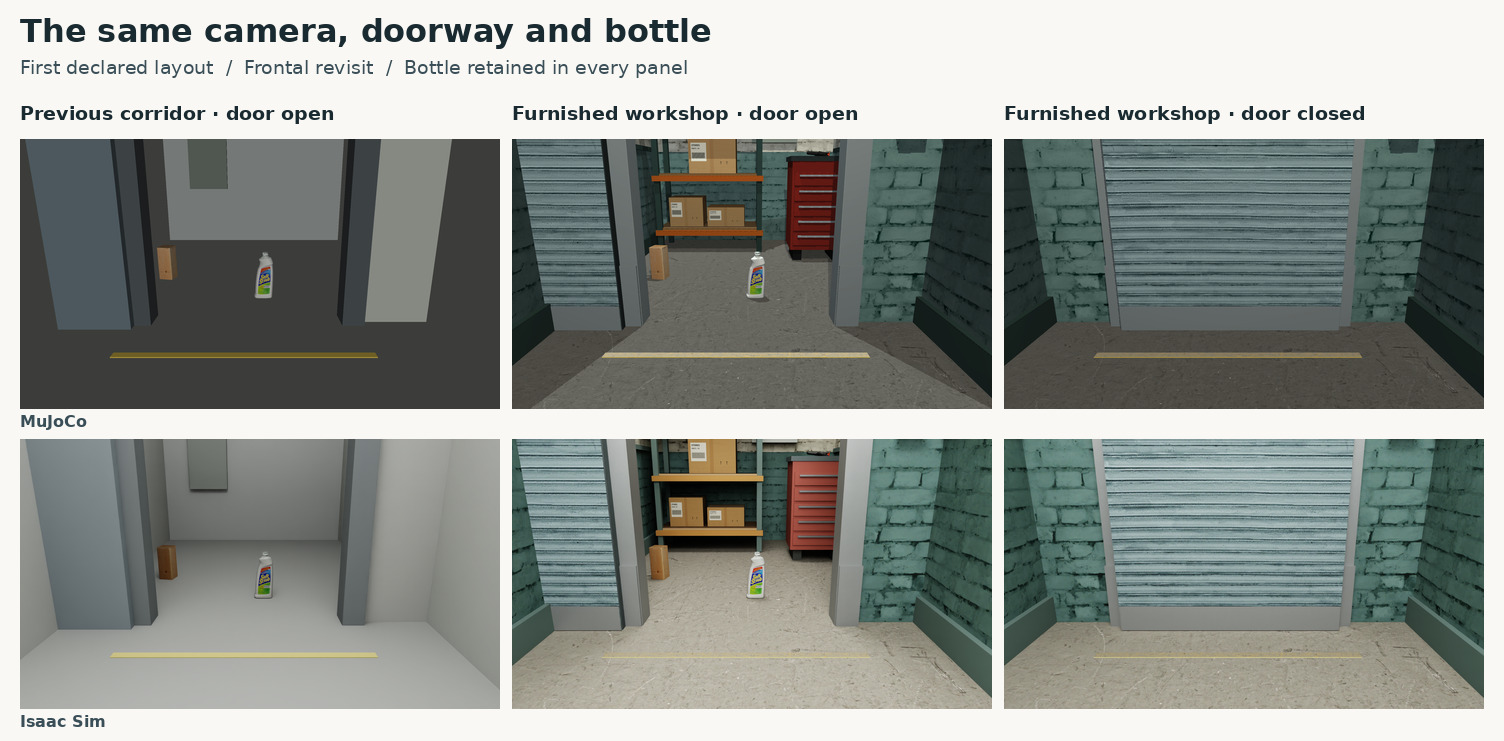 The same camera, doorway and bottle
First declared layout / Frontal revisit / Bottle retained in every panel
Previous corridor · door open
Furnished workshop · door open
Furnished workshop · door closed
MuJoCo
Isaac Sim